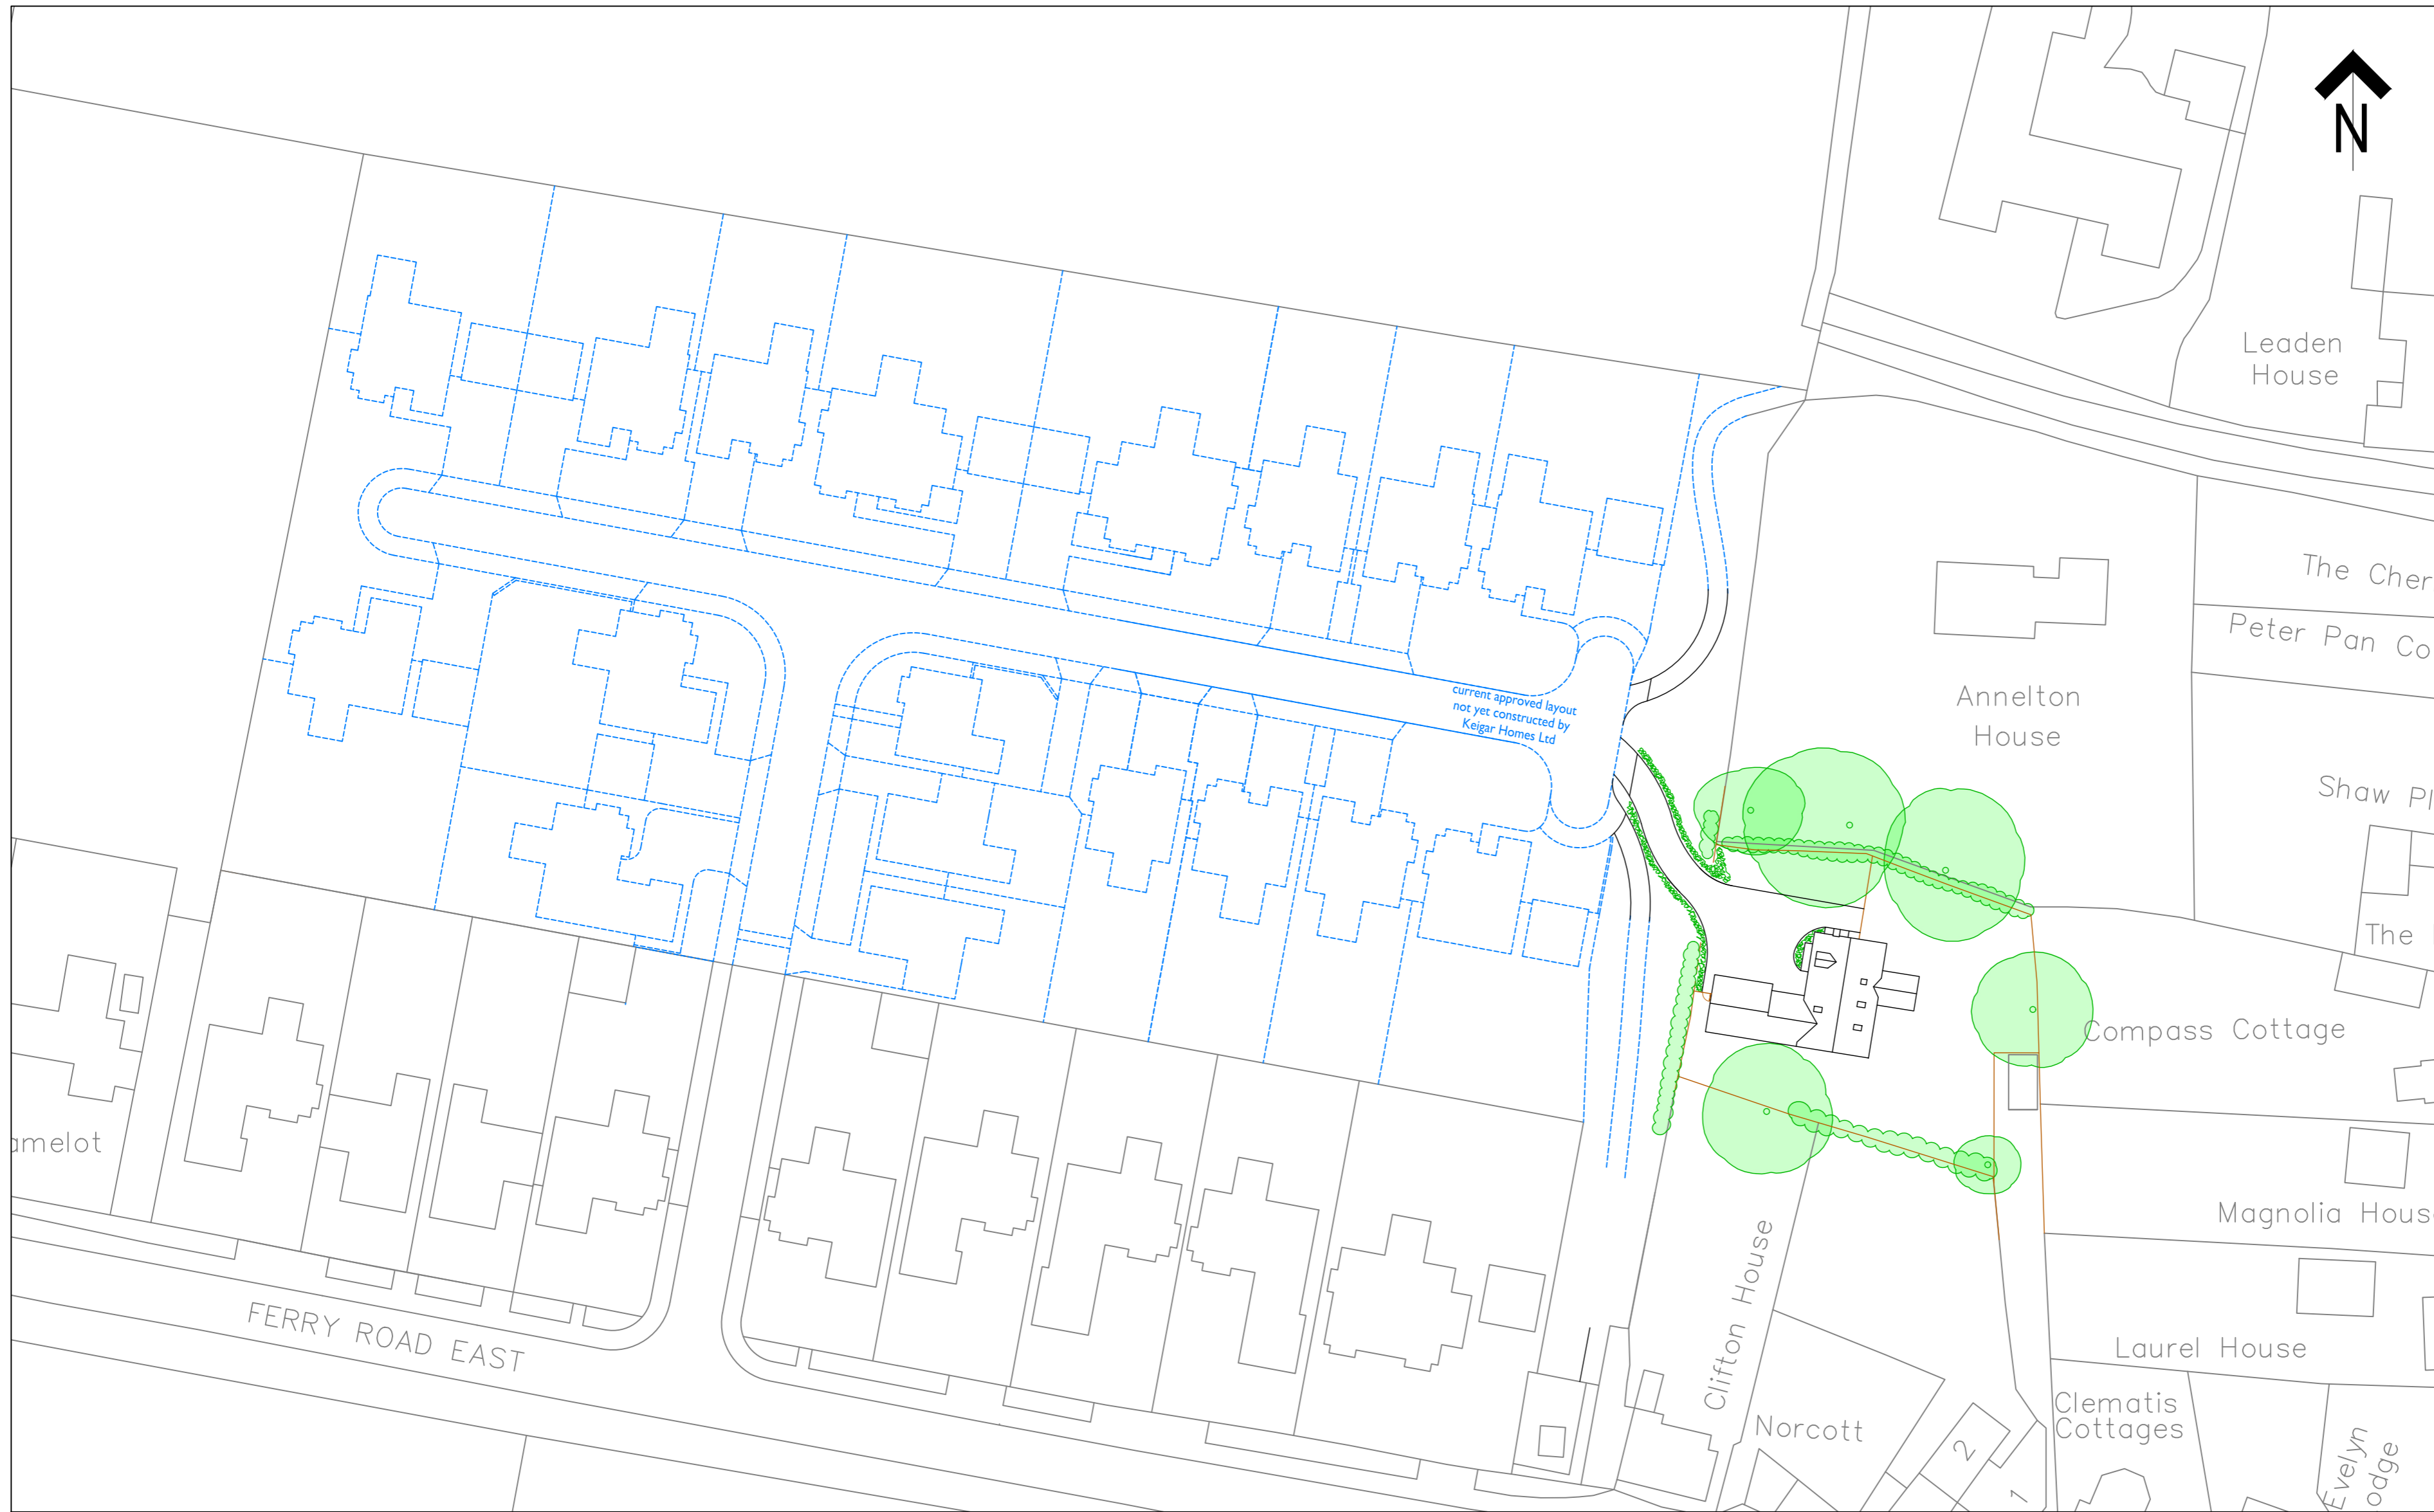 N
Leaden
House
The Cher
Peter Pan Co
Annelton
House
current approved layout
not yet constructed by
Keigar Homes Ltd
Shaw Pl
The
Compass Cottage
amelot
Magnolia Hous
Clifton House
FERRY ROAD EAST
Laurel House
Clematis
Cottages
Norcott
2
1
Evelyn
odge